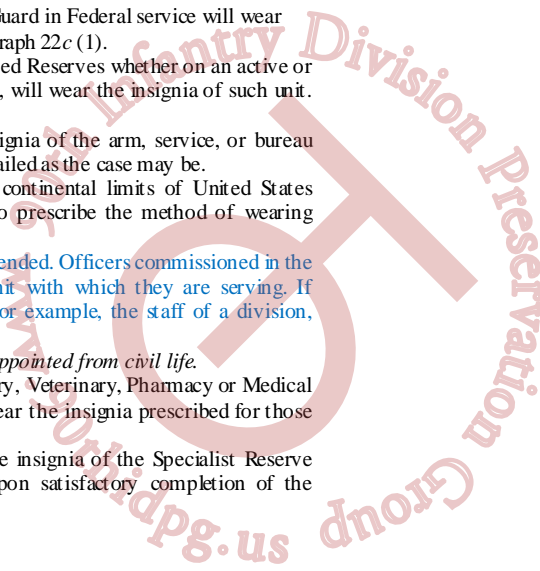 Guard in Federal service will wear
graph 22c (1).
ed Reserves whether on an active or
, will wear the insignia of such unit.
ignia of the arm, service, or bureau
ailed as the case may be.
continental limits of United States
o prescribe the method of wearing
ended. Officers commissioned in the
nit with which they are serving. If
or example, the staff of a division,
ppointed from civil life.
ry, Veterinary, Pharmacy or Medical
ear the insignia prescribed for those
e insignia of the Specialist Reserve
pon satisfactory completion of the
www.90thidpg.us
90th Infantry Division Preservation Group